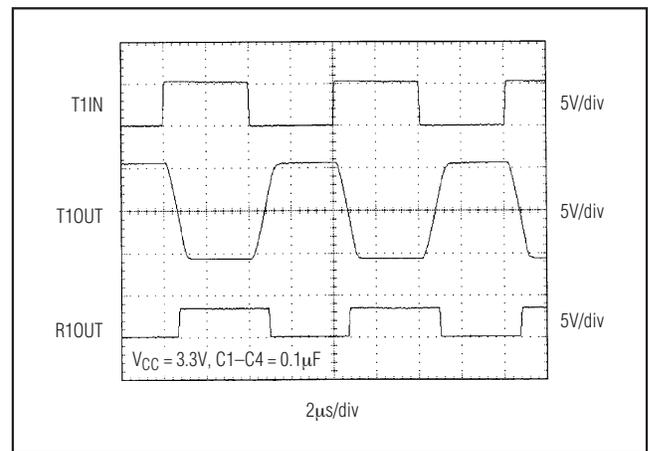 T1IN
5V/div
T1OUT
5V/div
R1OUT
5V/div
VCC = 3.3V, C1–C4 = 0.1µF
2µs/div